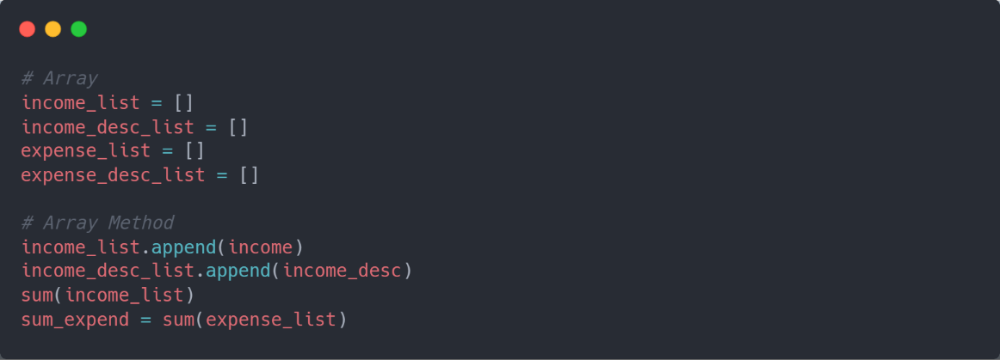 # Array
income_list = []
income_desc_list = []
expense_list = []
expense_desc_list = []

# Array Method
income_list.append(income)
income_desc_list.append(income_desc)
sum(income_list)
sum_expend = sum(expense_list)